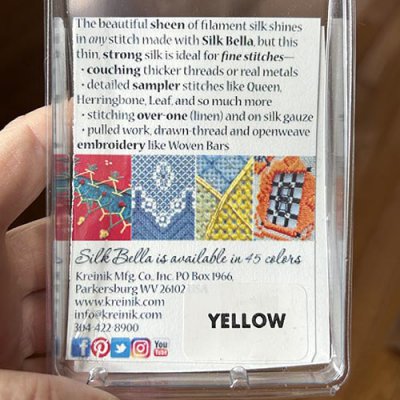 The beautiful sheen of filament silk shines
in any stitch made with Silk Bella, but this
thin, strong silk is ideal for fine stitches—
• couching thicker threads or real metals
• detailed sampler stitches like Queen,
Herringbone, Leaf, and so much more
• stitching over-one (linen) and on silk gauze
• pulled work, drawn-thread and openweave
embroidery like Woven Bars
Silk Bella is available in 45 colors
Kreinik Mfg. Co., Inc. PO Box 1966,
Parkersburg WV 26102 USA
www.kreinik.com
info@kreinik.com
304 422 8900
You Tube
YELLOW